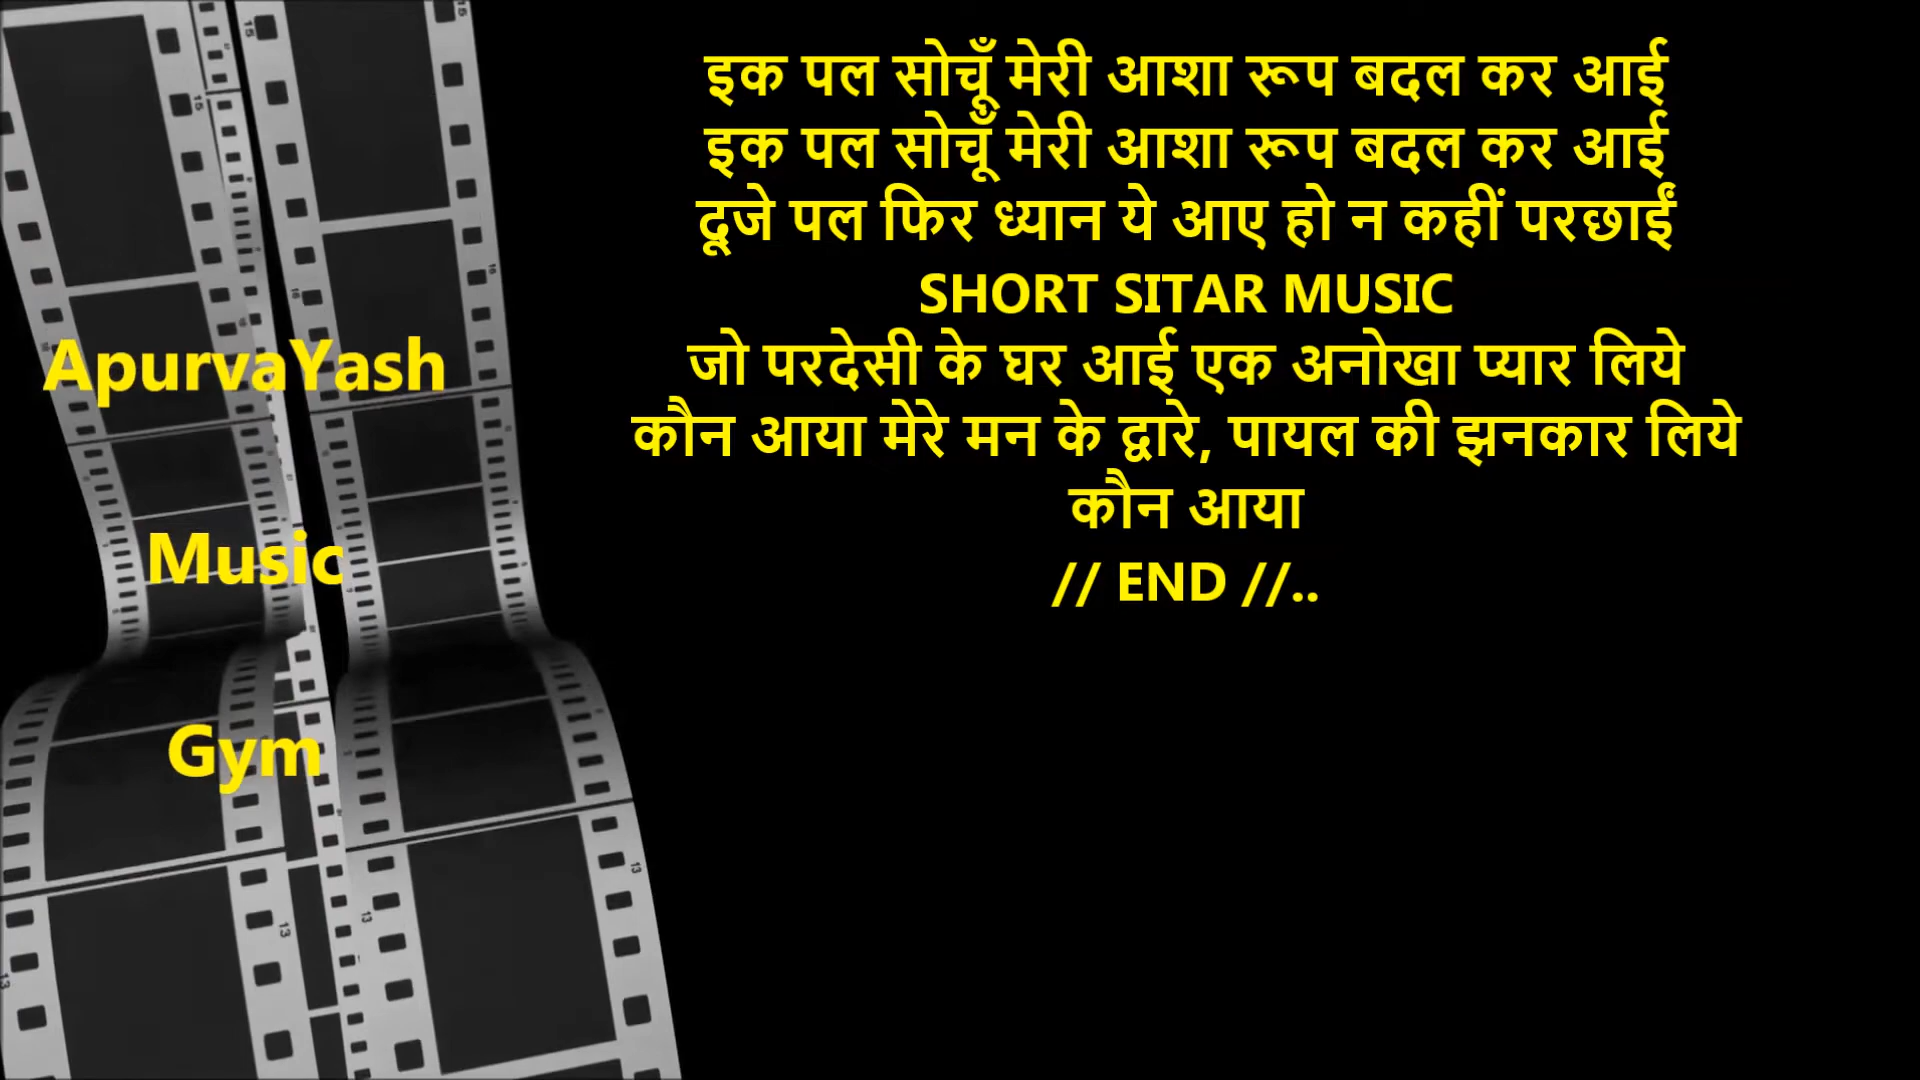 इक पल सोचूँ मेरी आशा रूप बदल कर आई
इक पल सोचूँ मेरी आशा रूप बदल कर आई
दूजे पल फिर ध्यान ये आए हो न कहीं परछाईं
SHORT SITAR MUSIC
जो परदेसी के घर आई एक अनोखा प्यार लिये
कौन आया मेरे मन के द्वारे, पायल की झनकार लिये
कौन आया
// END //..
ApurvaYash
Music
Gym